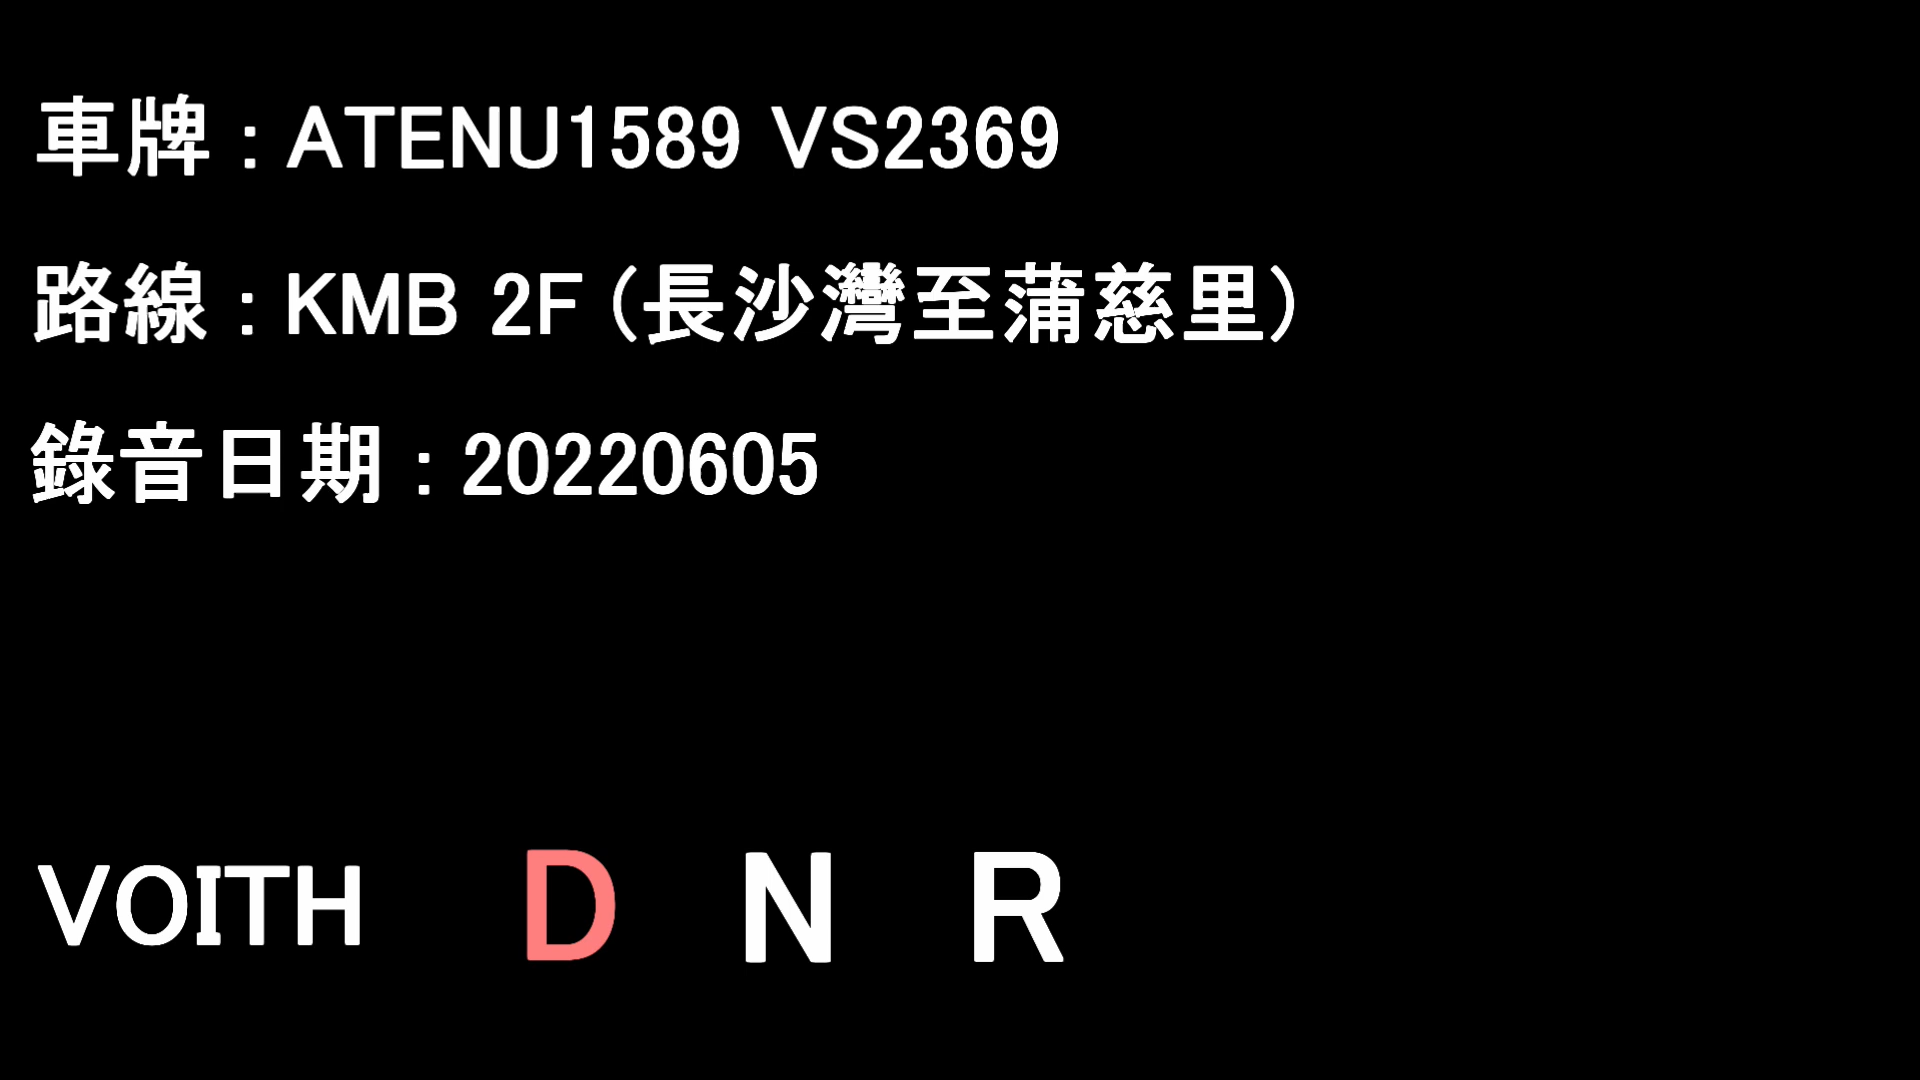 車牌 : ATENU1589 VS2369
路線 : KMB 2F (長沙灣至蒲慈里)
錄音日期 : 20220605
VOITH D N R